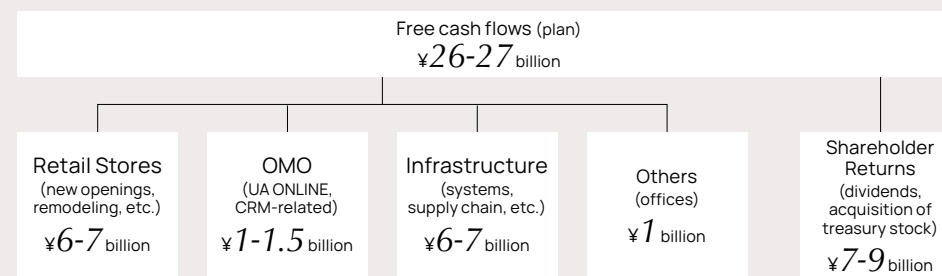 Free cash flows (plan)
¥26-27 billion
Retail Stores
(new openings,
remodeling, etc.)
¥6-7 billion
OMO
(UA ONLINE,
CRM-related)
¥1-1.5 billion
Infrastructure
(systems,
supply chain, etc.)
¥6-7 billion
Others
(offices)
¥1 billion
Shareholder
Returns
(dividends,
acquisition of
treasury stock)
¥7-9 billion